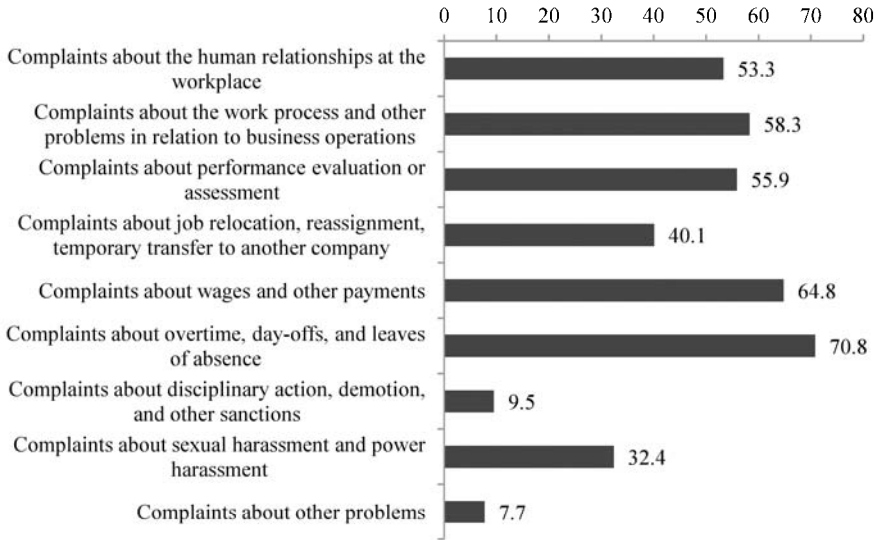 0 10 20 30 40 50 60 70 80
Complaints about the human relationships at the
workplace
53.3
Complaints about the work process and other
problems in relation to business operations
58.3
Complaints about performance evaluation or
assessment
55.9
Complaints about job relocation, reassignment,
temporary transfer to another company
40.1
Complaints about wages and other payments
64.8
Complaints about overtime, day-offs, and leaves
of absence
70.8
Complaints about disciplinary action, demotion,
and other sanctions
9.5
Complaints about sexual harassment and power
harassment
32.4
Complaints about other problems
7.7